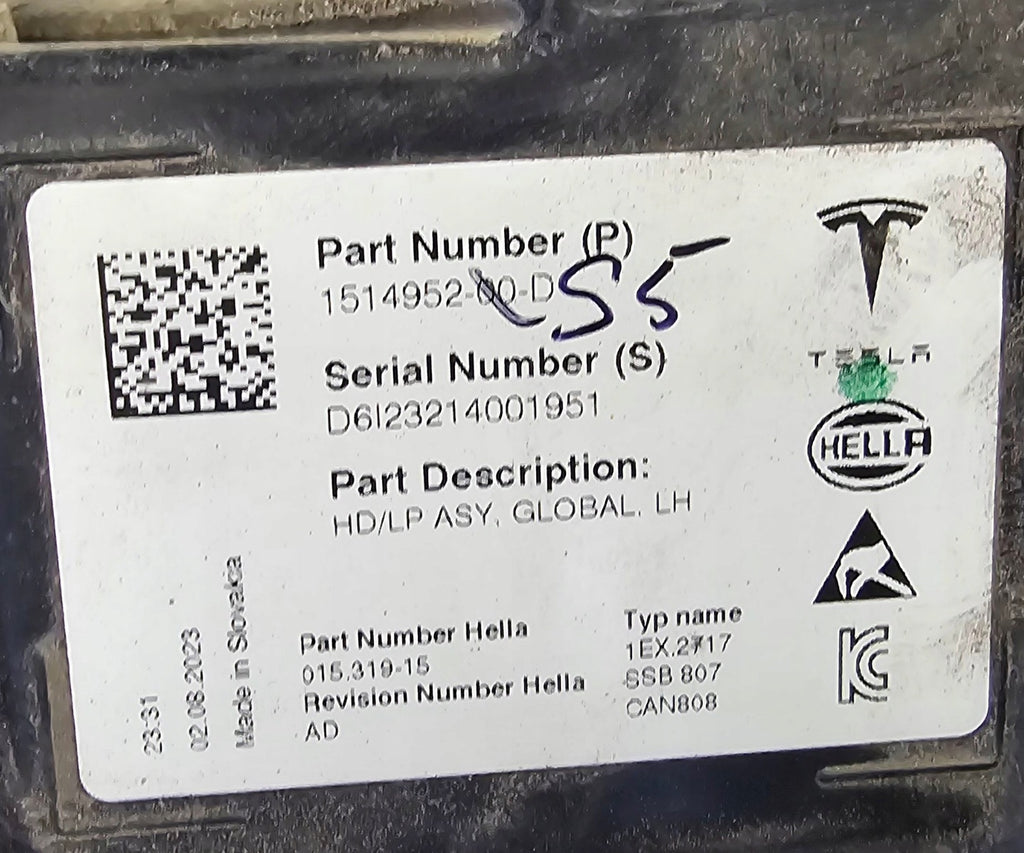 Part Number (P)
1514952-00-D
S5
Serial Number (S)
D6I23214001951
Part Description:
HD/LP ASY, GLOBAL, LH
Part Number Hella
015.319-15
Revision Number Hella
AD
Typ name
1EX.2717
SSB 807
CAN808
23/31
02.08.2023
Made in Slovakia
TESLA
HELLA